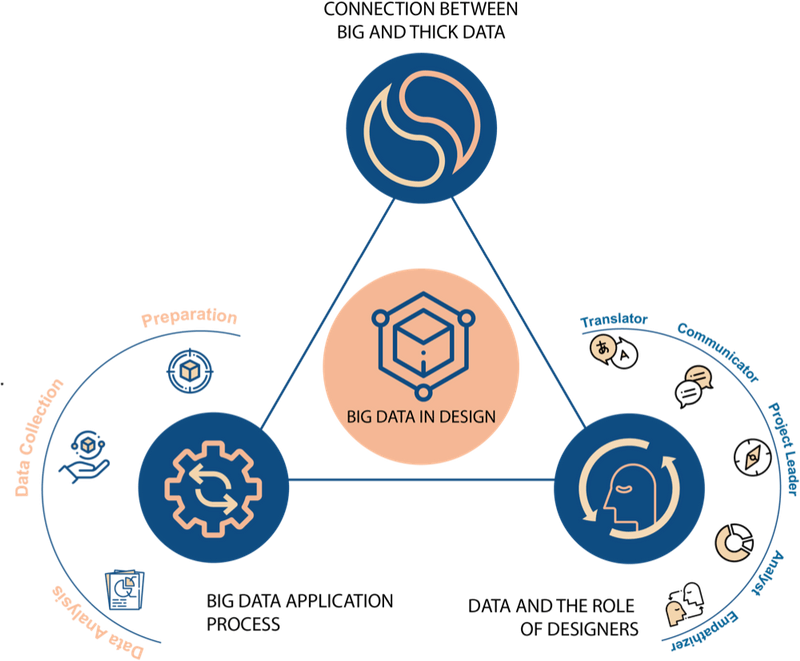 CONNECTION BETWEEN
BIG AND THICK DATA
BIG DATA IN DESIGN
Preparation
Data Collection
Data Analysis
BIG DATA APPLICATION
PROCESS
Translator
あ
A
Communicator
Project Leader
Analyst
Empathizer
DATA AND THE ROLE
OF DESIGNERS